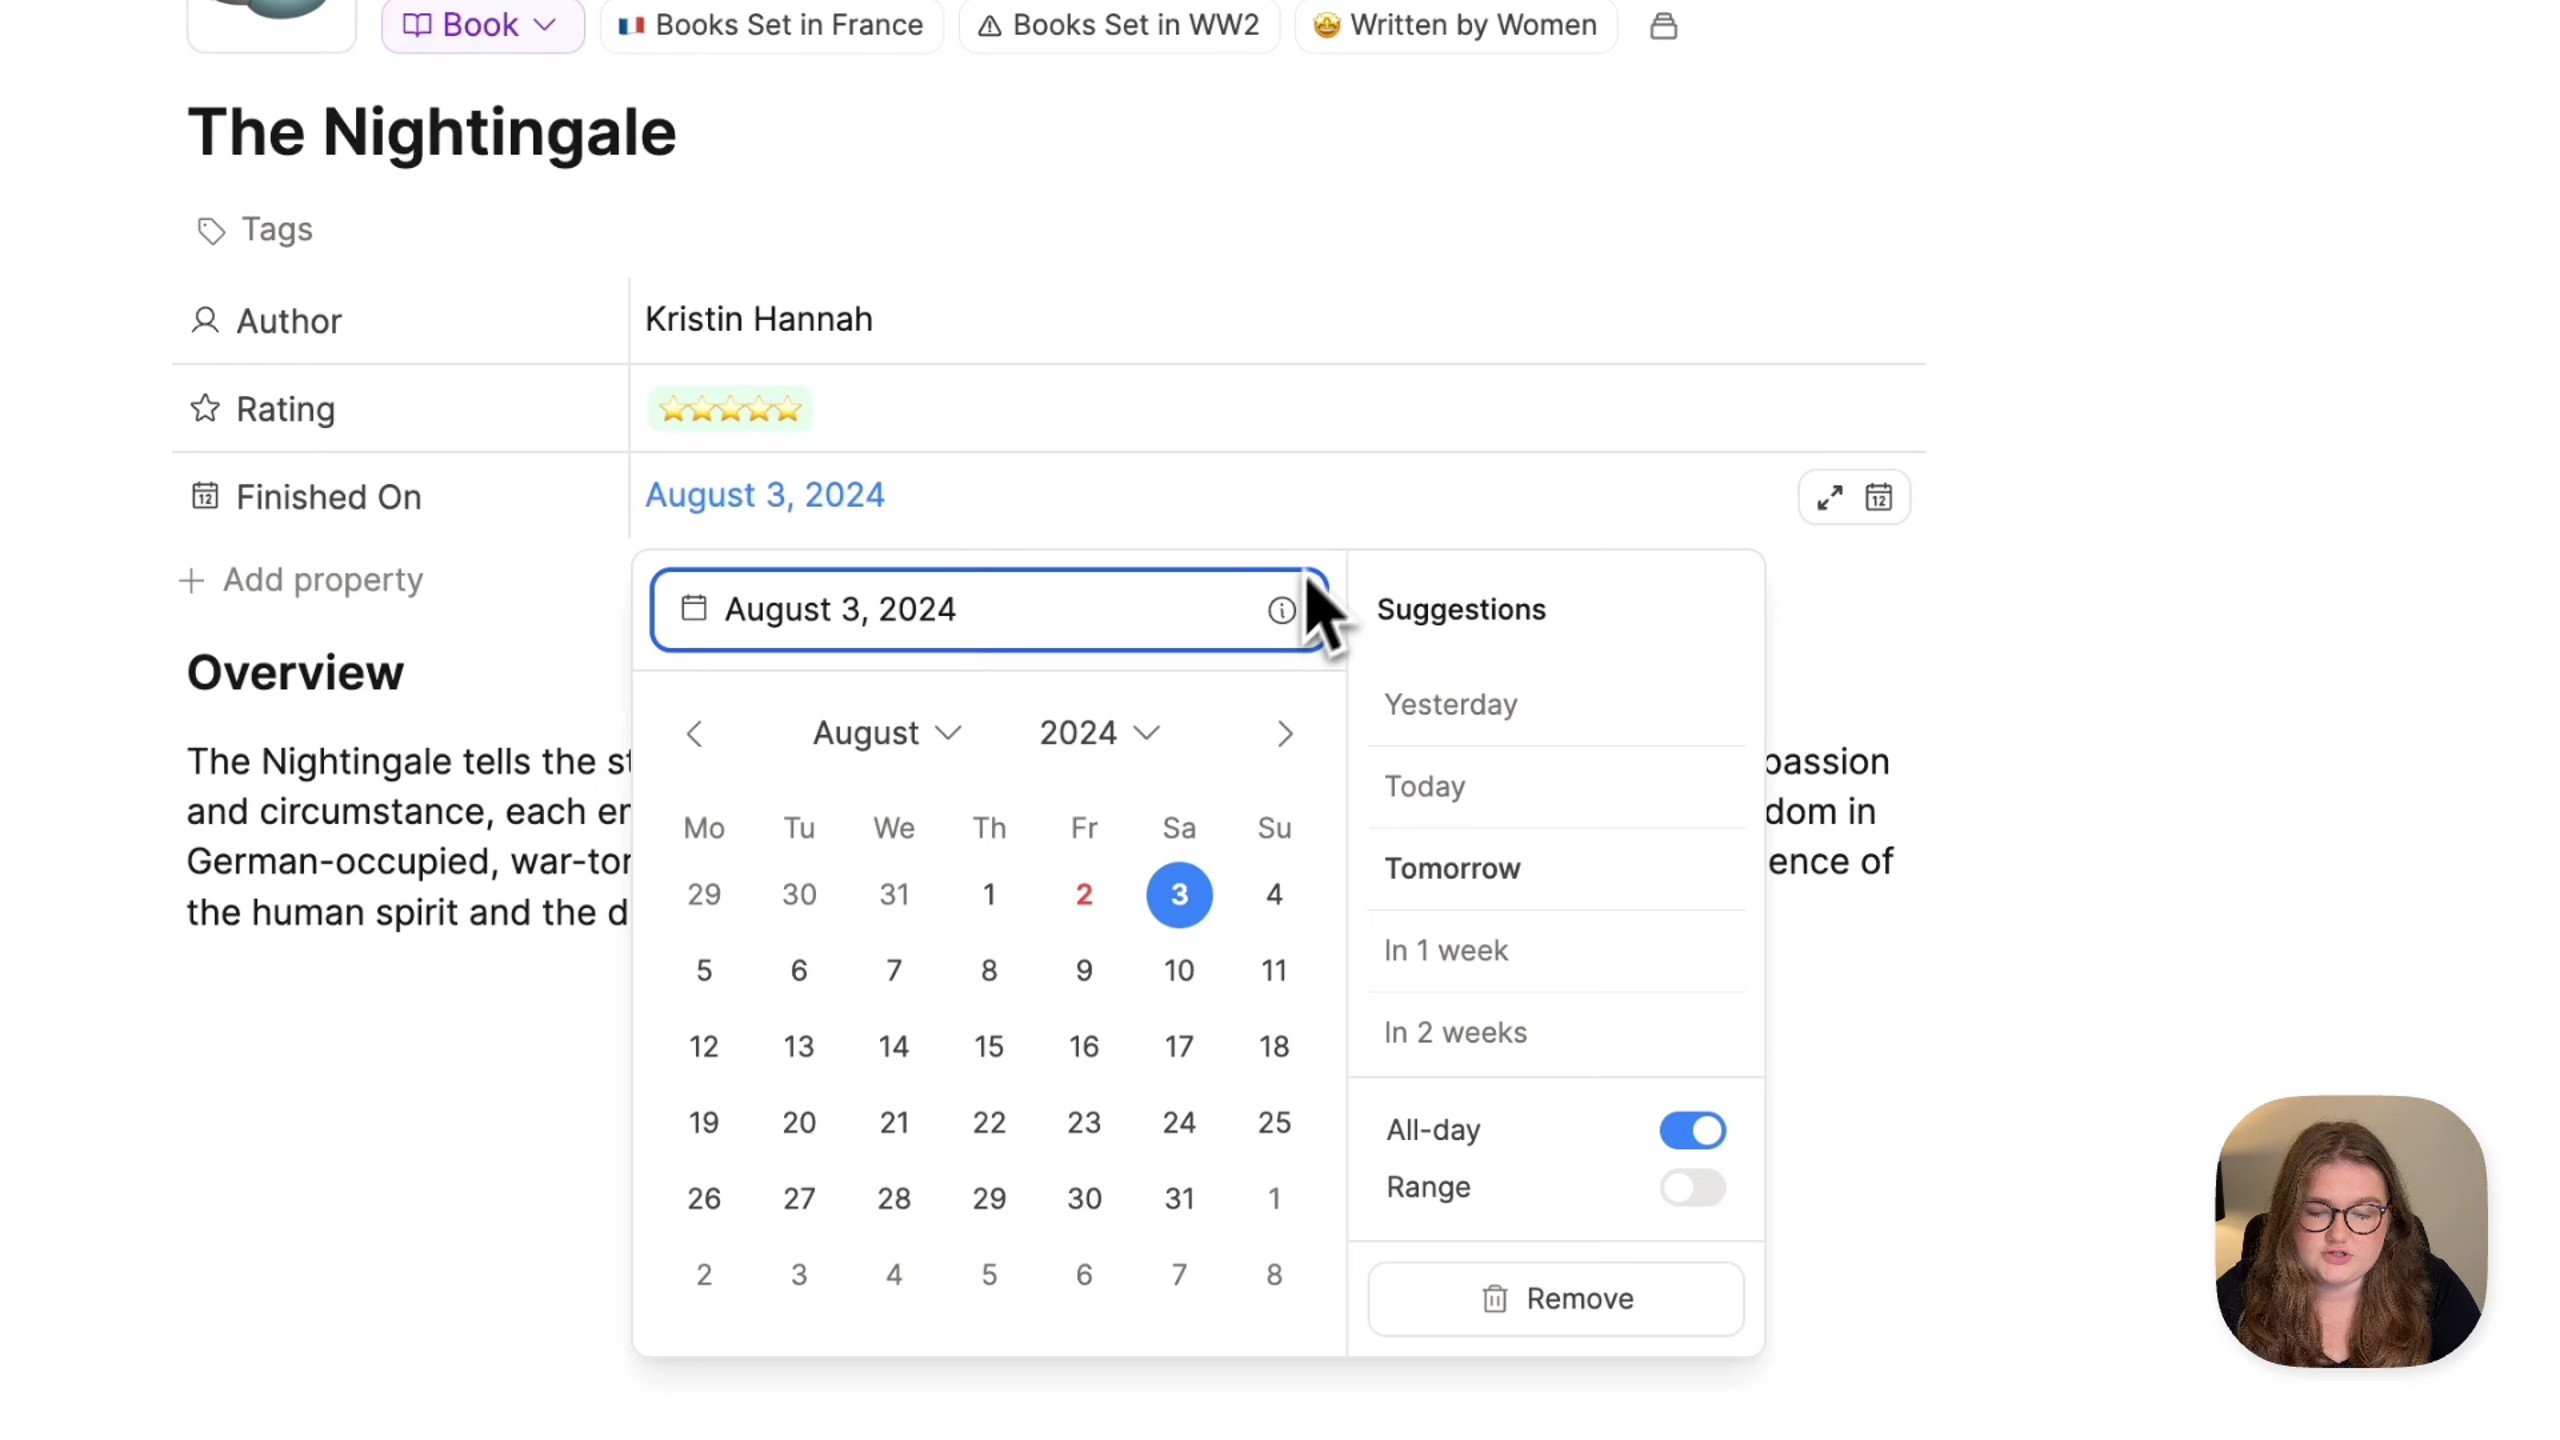 Book
Books Set in France
Books Set in WW2
Written by Women
The Nightingale
Tags
Author
Kristin Hannah
Rating
Finished On
August 3, 2024
12
Add property
August 3, 2024
Suggestions
Overview
Yesterday
August
2024
The Nightingale tells the st
passion
Today
and circumstance, each er
dom in
Mo Tu We Th Fr Sa Su
German-occupied, war-tor
ence of
Tomorrow
29 30 31 1 2 3 4
the human spirit and the d
In 1 week
5 6 7 8 9 10 11
In 2 weeks
12 13 14 15 16 17 18
19 20 21 22 23 24 25
All-day
Range
26 27 28 29 30 31 1
2 3 4 5 6 7 8
Remove